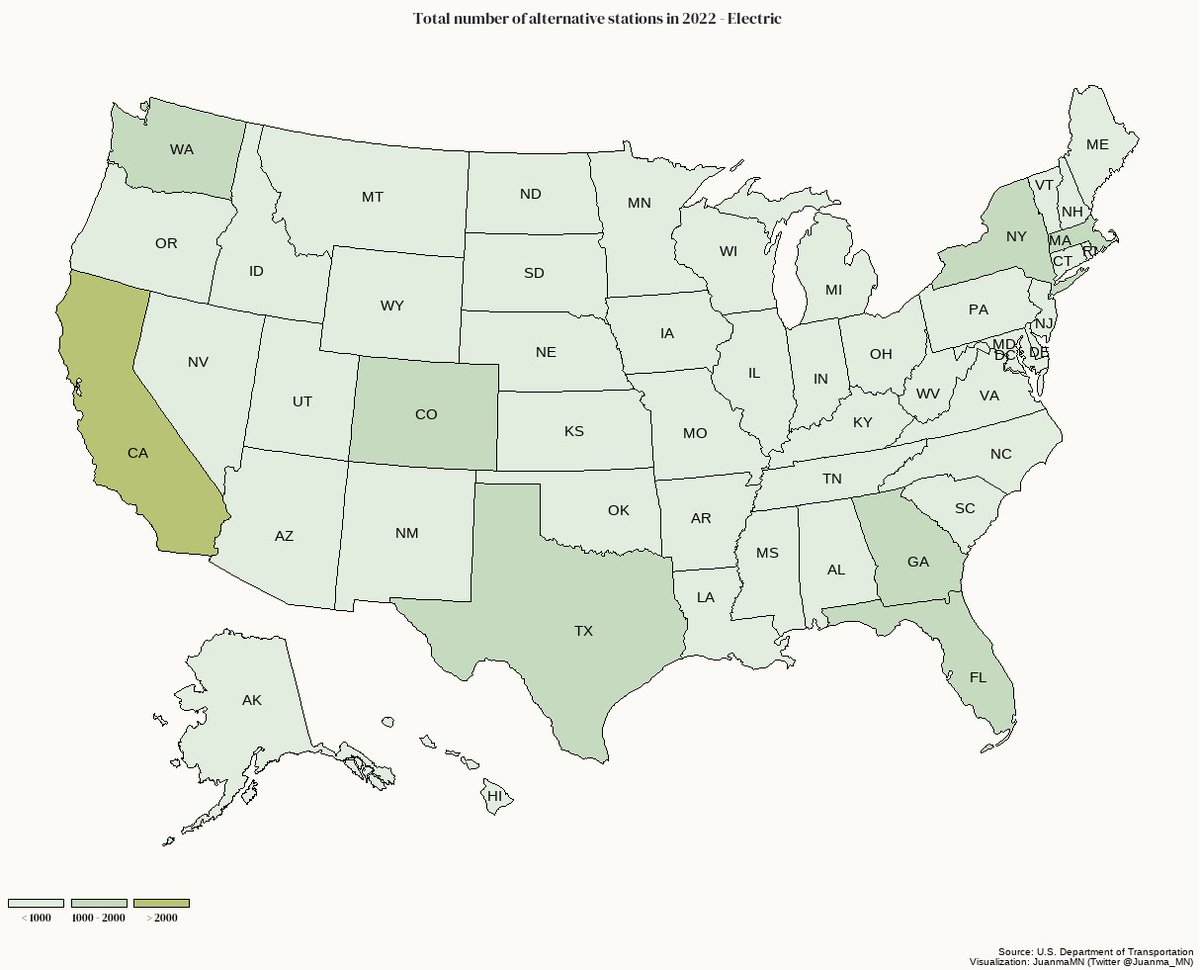 Total number of alternative stations in 2022 - Electric
ME
WA
VT
MT
ND
MN
NH
NY
MA
OR
WI
RI
CT
ID
SD
MI
WY
PA
NJ
IA
MD
DE
NE
OH
DC
NV
IL
IN
WV
VA
UT
CO
KY
KS
MO
CA
NC
TN
SC
OK
AR
AZ
NM
MS
GA
AL
LA
TX
FL
AK
HI
< 1000 1000 - 2000 > 2000
Source: U.S. Department of Transportation
Visualization: JuanmaMN (Twitter @Juanma_MN)